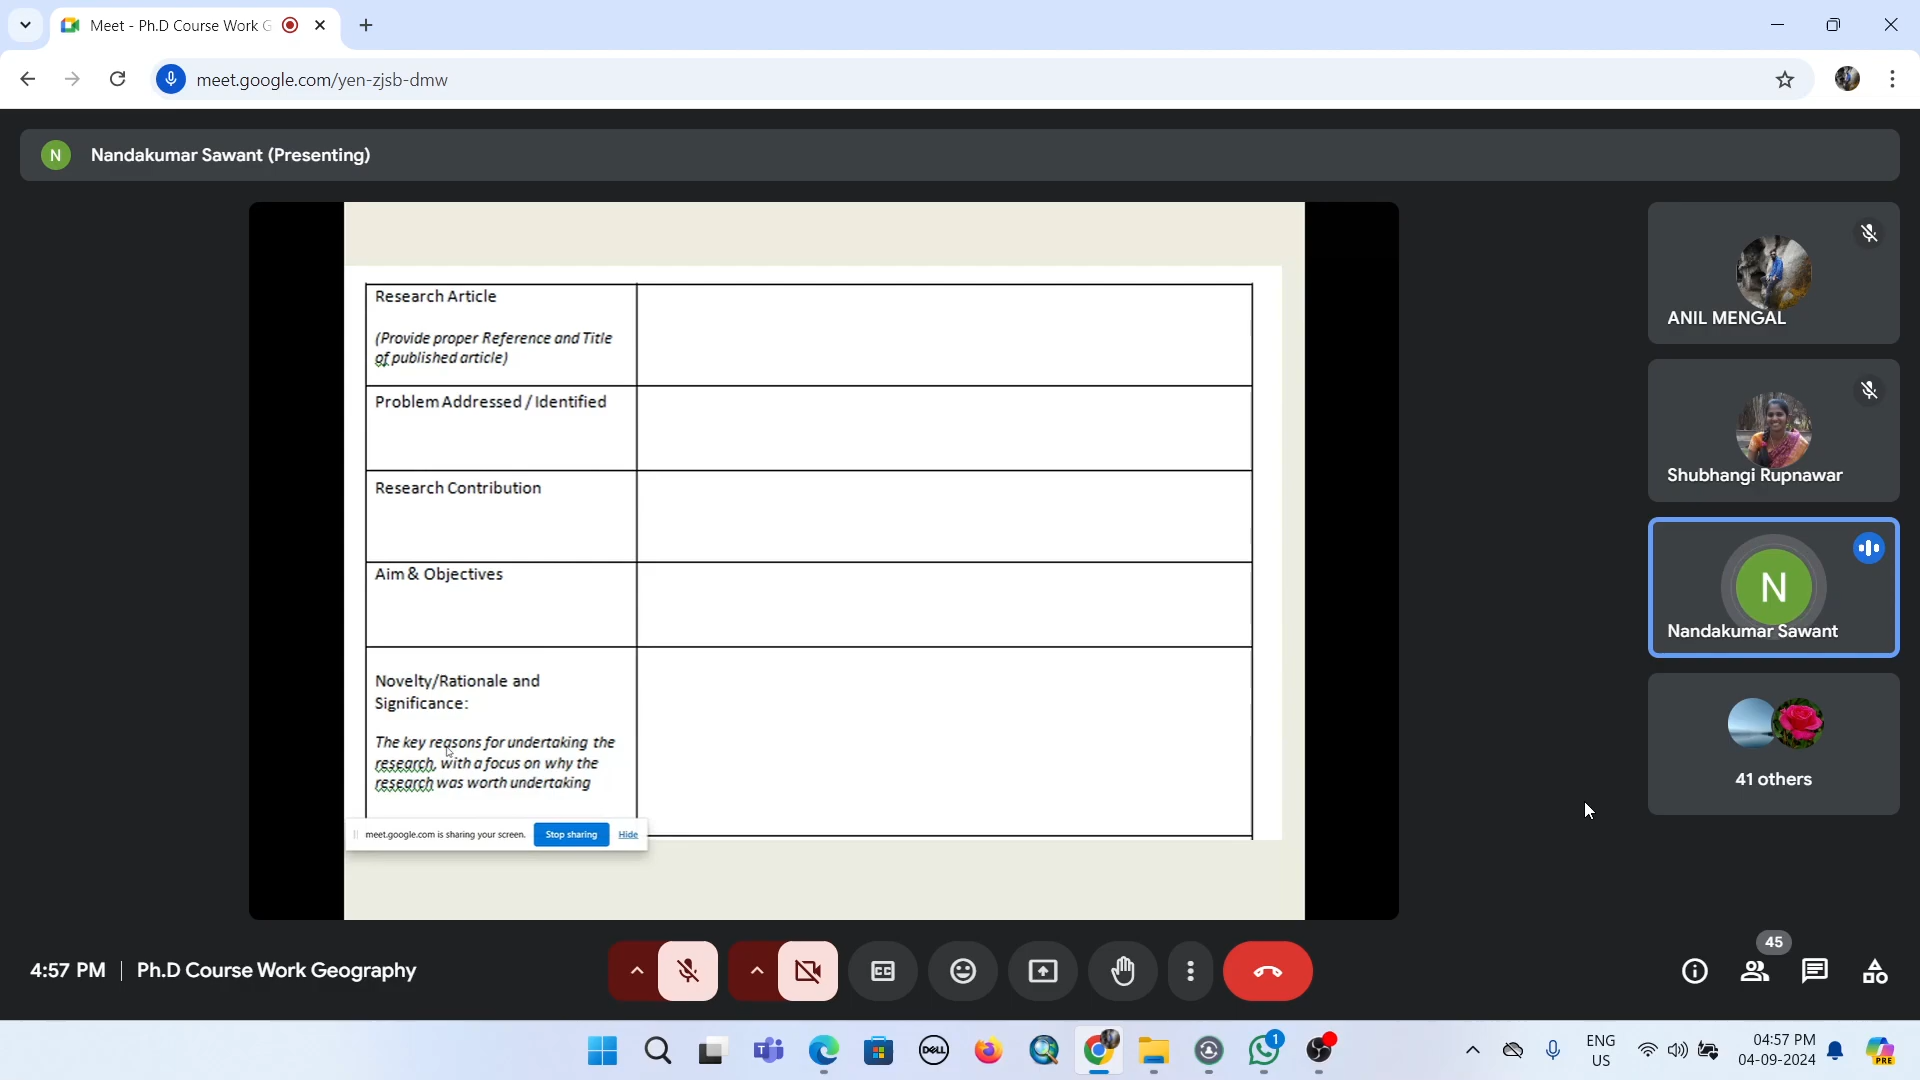 Meet - Ph.D Course Work G
meet.google.com/yen-zjsb-dmw
N
Nandakumar Sawant (Presenting)
Research Article
(Provide proper Reference and Title
of published article)
Problem Addressed / Identified
Research Contribution
Aim & Objectives
Novelty/Rationale and
Significance:
The key reasons for undertaking the
research, with a focus on why the
research was worth undertaking
meet.google.com is sharing your screen.
Stop sharing
Hide
ANIL MENGAL
Shubhangi Rupnawar
N
Nandakumar Sawant
41 others
4:57 PM
Ph.D Course Work Geography
CC
45
DELL
1
ENG
US
04:57 PM
04-09-2024
PRE